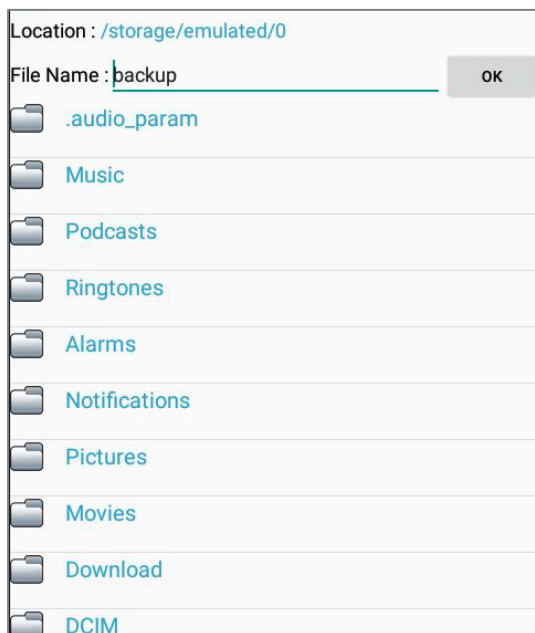 Location : /storage/emulated/0
File Name : backup OK
.audio_param
Music
Podcasts
Ringtones
Alarms
Notifications
Pictures
Movies
Download
DCIM